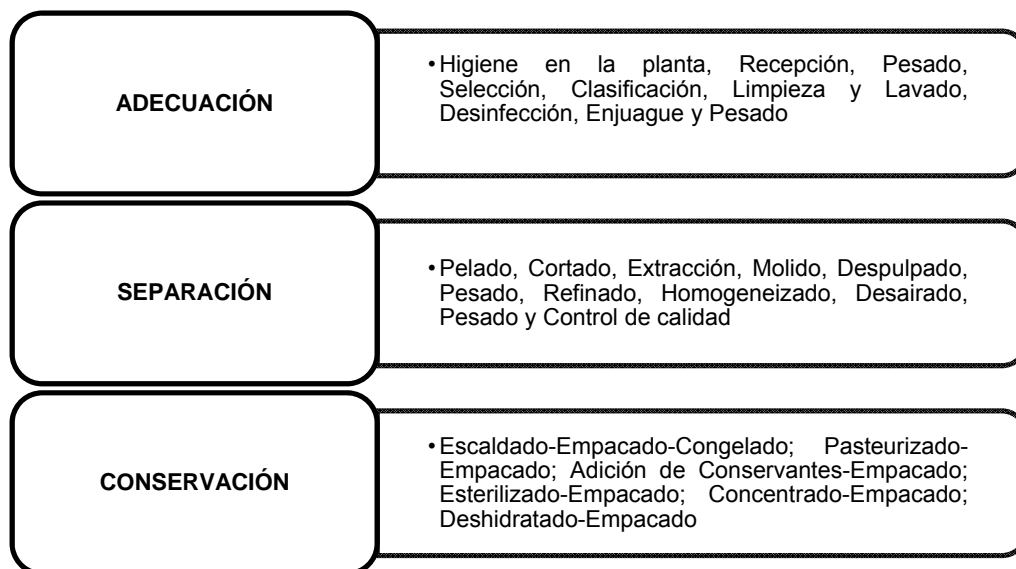 ADECUACIÓN
•Higiene en la planta, Recepción, Pesado,
Selección, Clasificación, Limpieza y Lavado,
Desinfección, Enjuague y Pesado
SEPARACIÓN
•Pelado, Cortado, Extracción, Molido, Despulpado,
Pesado, Refinado, Homogeneizado, Desairado,
Pesado y Control de calidad
CONSERVACIÓN
•Escaldado-Empacado-Congelado; Pasteurizado-
Empacado; Adición de Conservantes-Empacado;
Esterilizado-Empacado; Concentrado-Empacado;
Deshidratado-Empacado